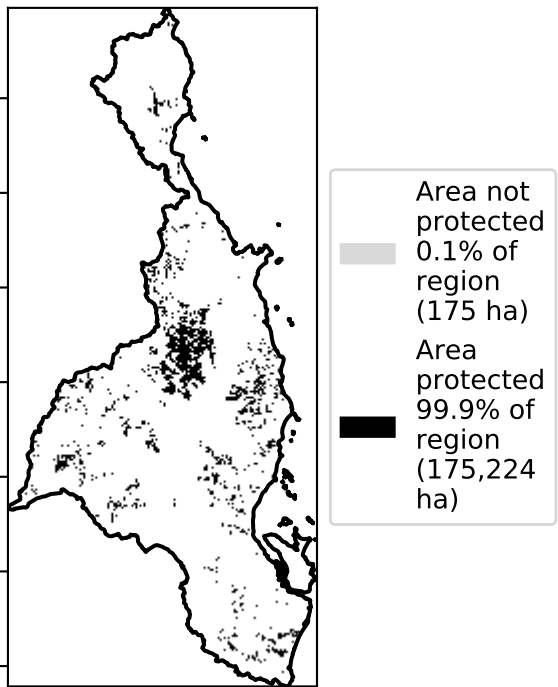 Area not
protected
0.1% of
region
(175 ha)
Area
protected
99.9% of
region
(175,224
ha)